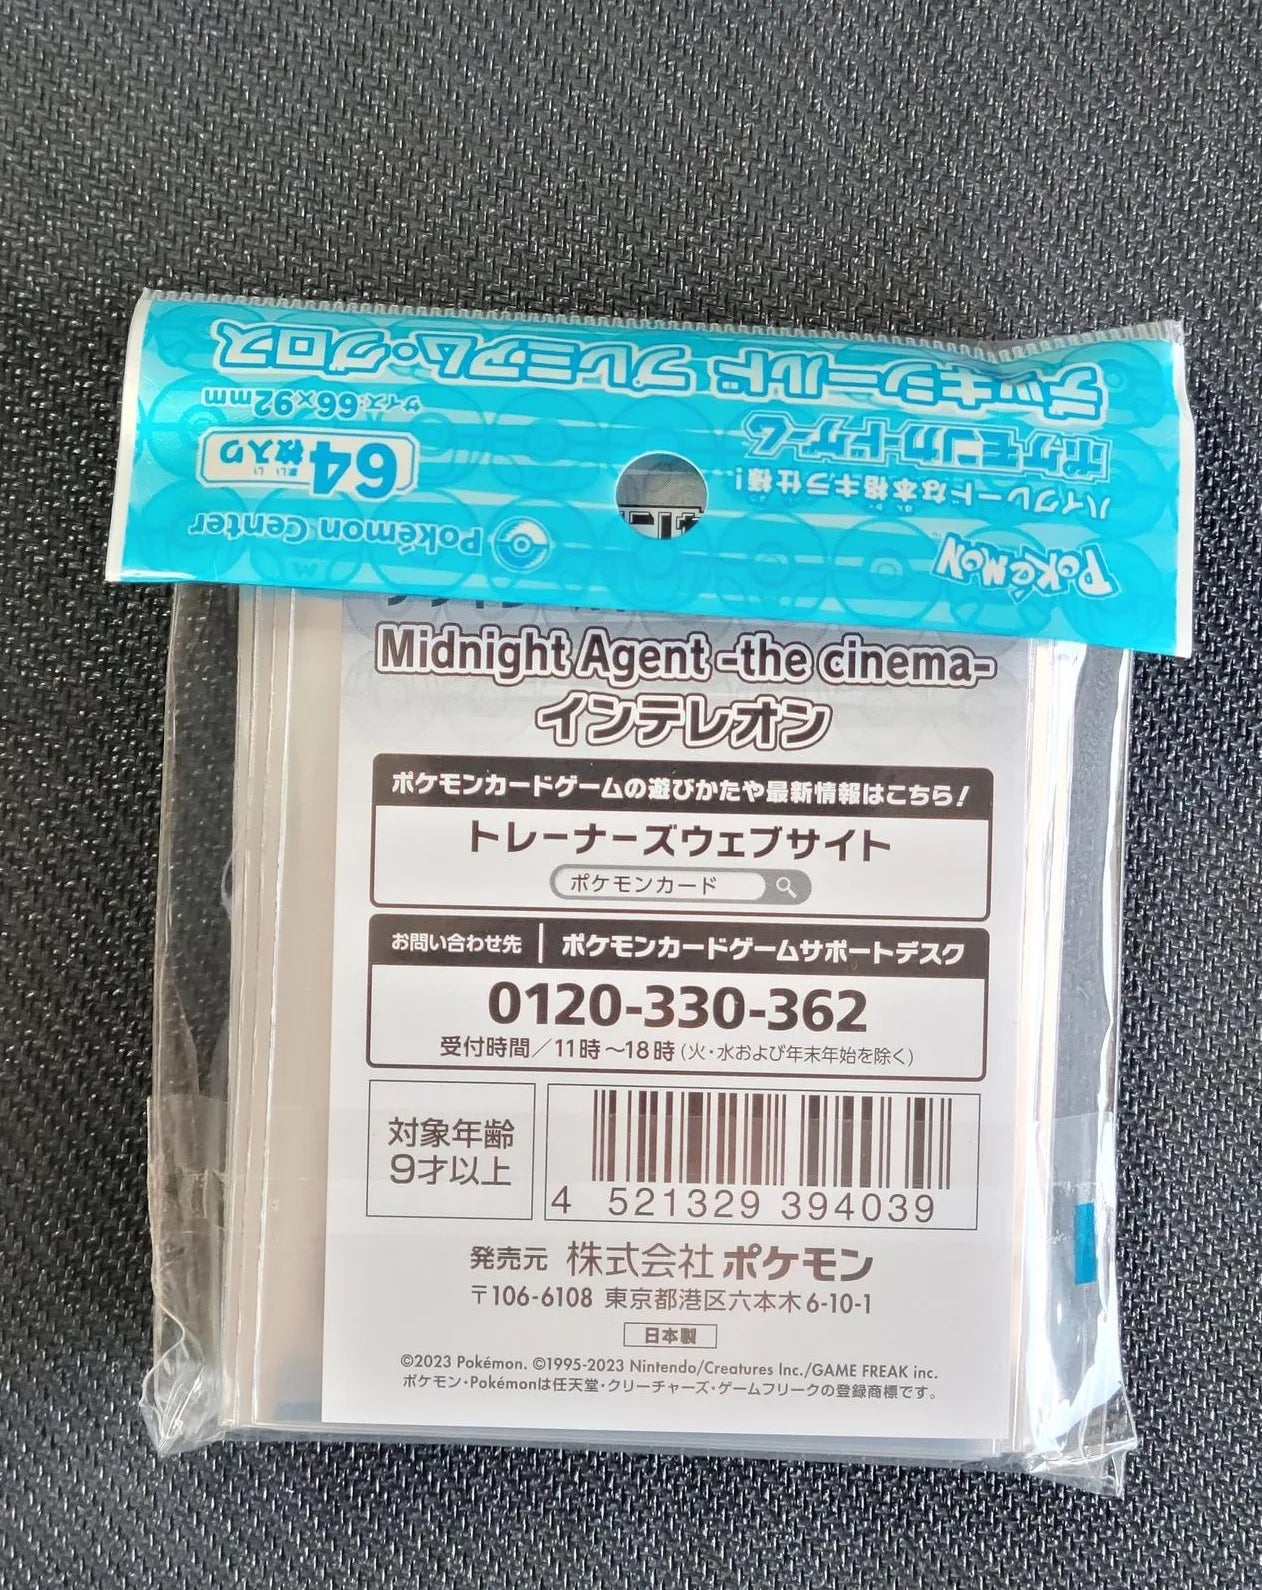 POKéMON
ハイグレードな本格キラ仕様!
ポケモンカードゲーム
デッキシールド プレミアム・グロス
Pokémon Center
64枚入り
まい い
サイズ:66×92mm
Midnight Agent -the cinema-
インテレオン
ポケモンカードゲームの遊びかたや最新情報はこちら!
トレーナーズウェブサイト
ポケモンカード
お問い合わせ先 | ポケモンカードゲームサポートデスク
0120-330-362
受付時間/11時~18時(火・水および年末年始を除く)
対象年齢
9才以上
4 521329 394039
発売元 株式会社ポケモン
〒106-6108 東京都港区六本木6-10-1
日本製
©2023 Pokémon. ©1995-2023 Nintendo/Creatures Inc./GAME FREAK inc.
ポケモン・Pokémonは任天堂・クリーチャーズ・ゲームフリークの登録商標です。